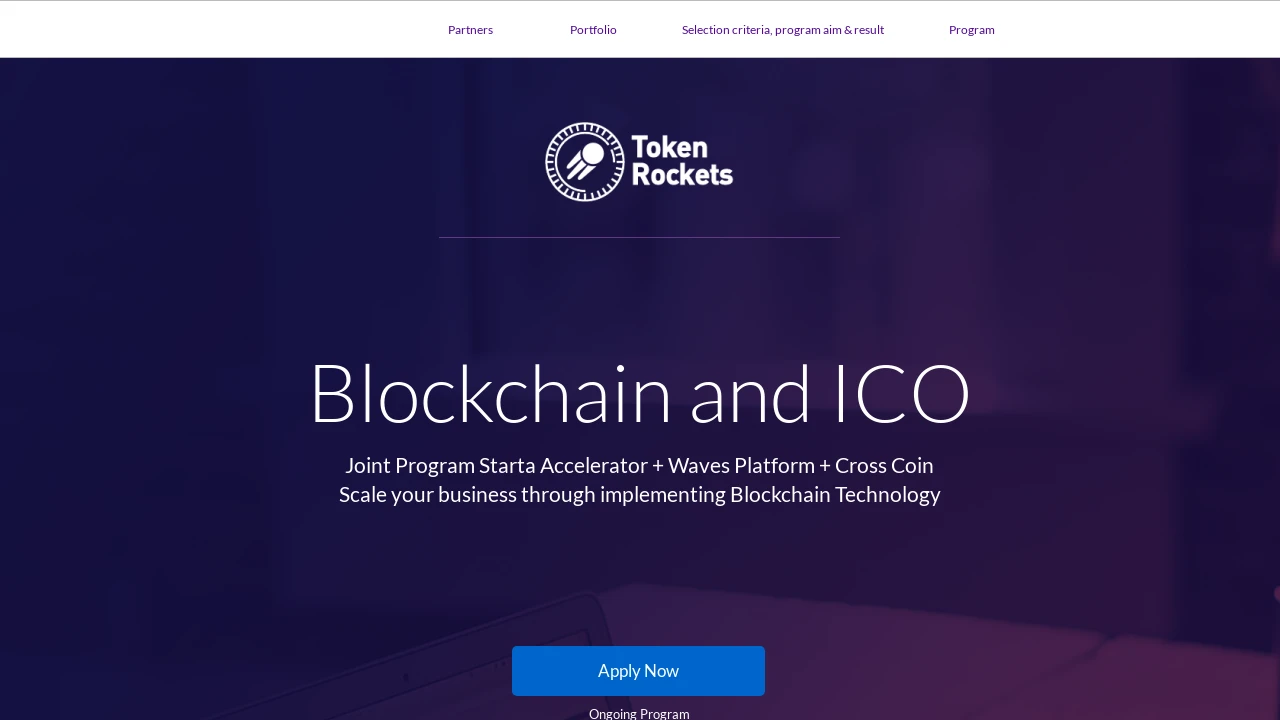 Partners
Portfolio
Selection criteria, program aim & result
Program
Token
Rockets
Blockchain and ICO
Joint Program Starta Accelerator + Waves Platform + Cross Coin
Scale your business through implementing Blockchain Technology
Apply Now
Ongoing Program